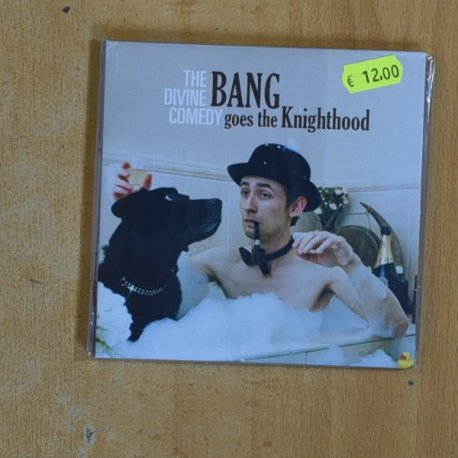 THE
DIVINE
COMEDY
BANG
goes the Knighthood
€ 12,00